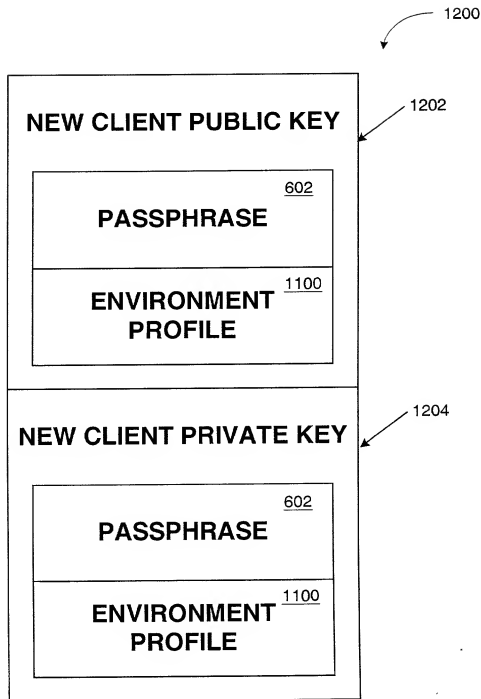 1200
NEW CLIENT PUBLIC KEY
1202
602
PASSPHRASE
1100
ENVIRONMENT
PROFILE
NEW CLIENT PRIVATE KEY
1204
602
PASSPHRASE
1100
ENVIRONMENT
PROFILE